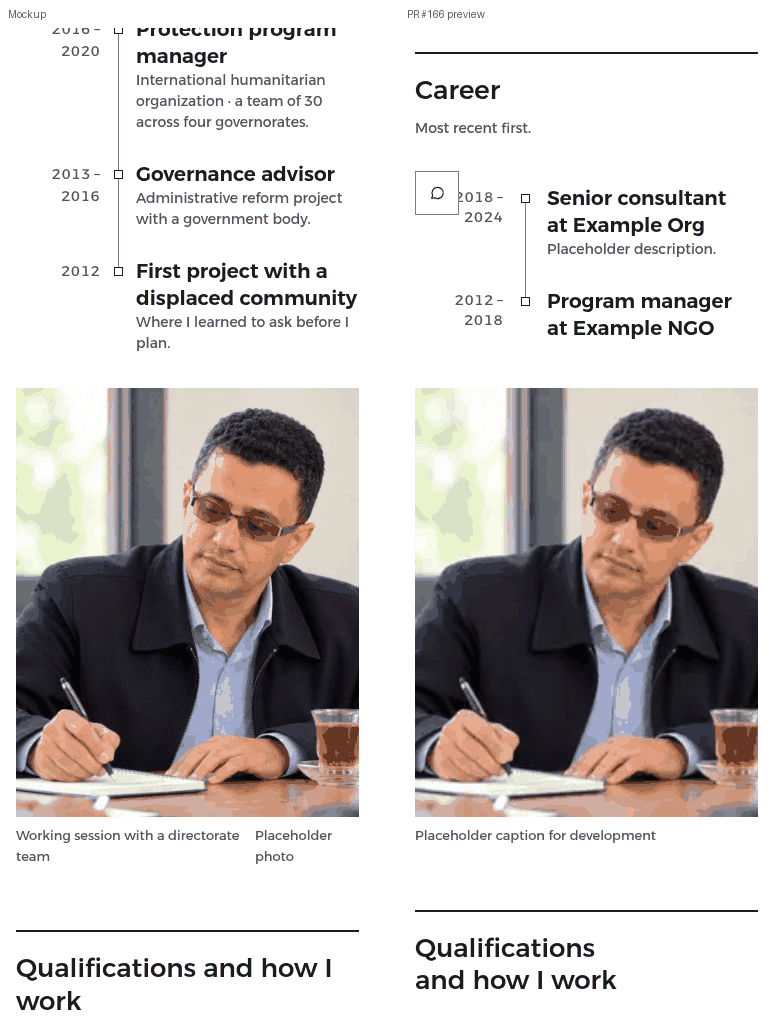 Mockup
2016 –
2020
Protection program
manager
International humanitarian
organization · a team of 30
across four governorates.
2013 –
2016
Governance advisor
Administrative reform project
with a government body.
2012
First project with a
displaced community
Where I learned to ask before I
plan.
Working session with a directorate
team
Placeholder
photo
Qualifications and how I
work
PR #166 preview
Career
Most recent first.
2018 –
2024
Senior consultant
at Example Org
Placeholder description.
2012 –
2018
Program manager
at Example NGO
Placeholder caption for development
Qualifications
and how I work